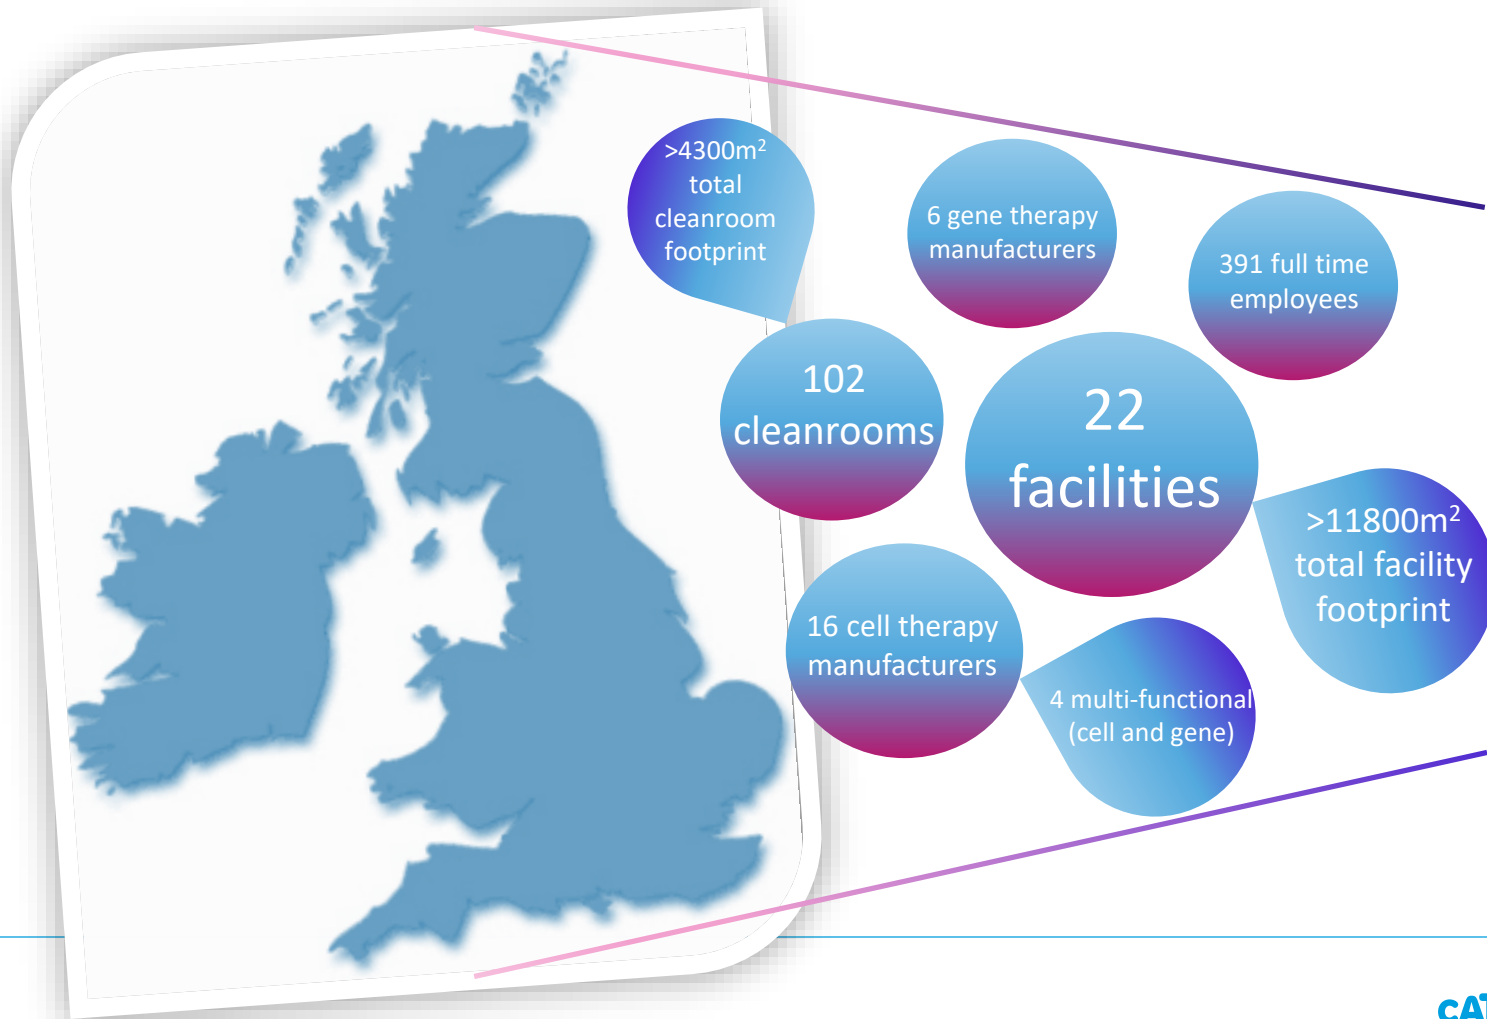 >4300m²
total
cleanroom
footprint
6 gene therapy
manufacturers
391 full time
employees
102
cleanrooms
22
facilities
>11800m²
total facility
footprint
16 cell therapy
manufacturers
4 multi-functional
(cell and gene)